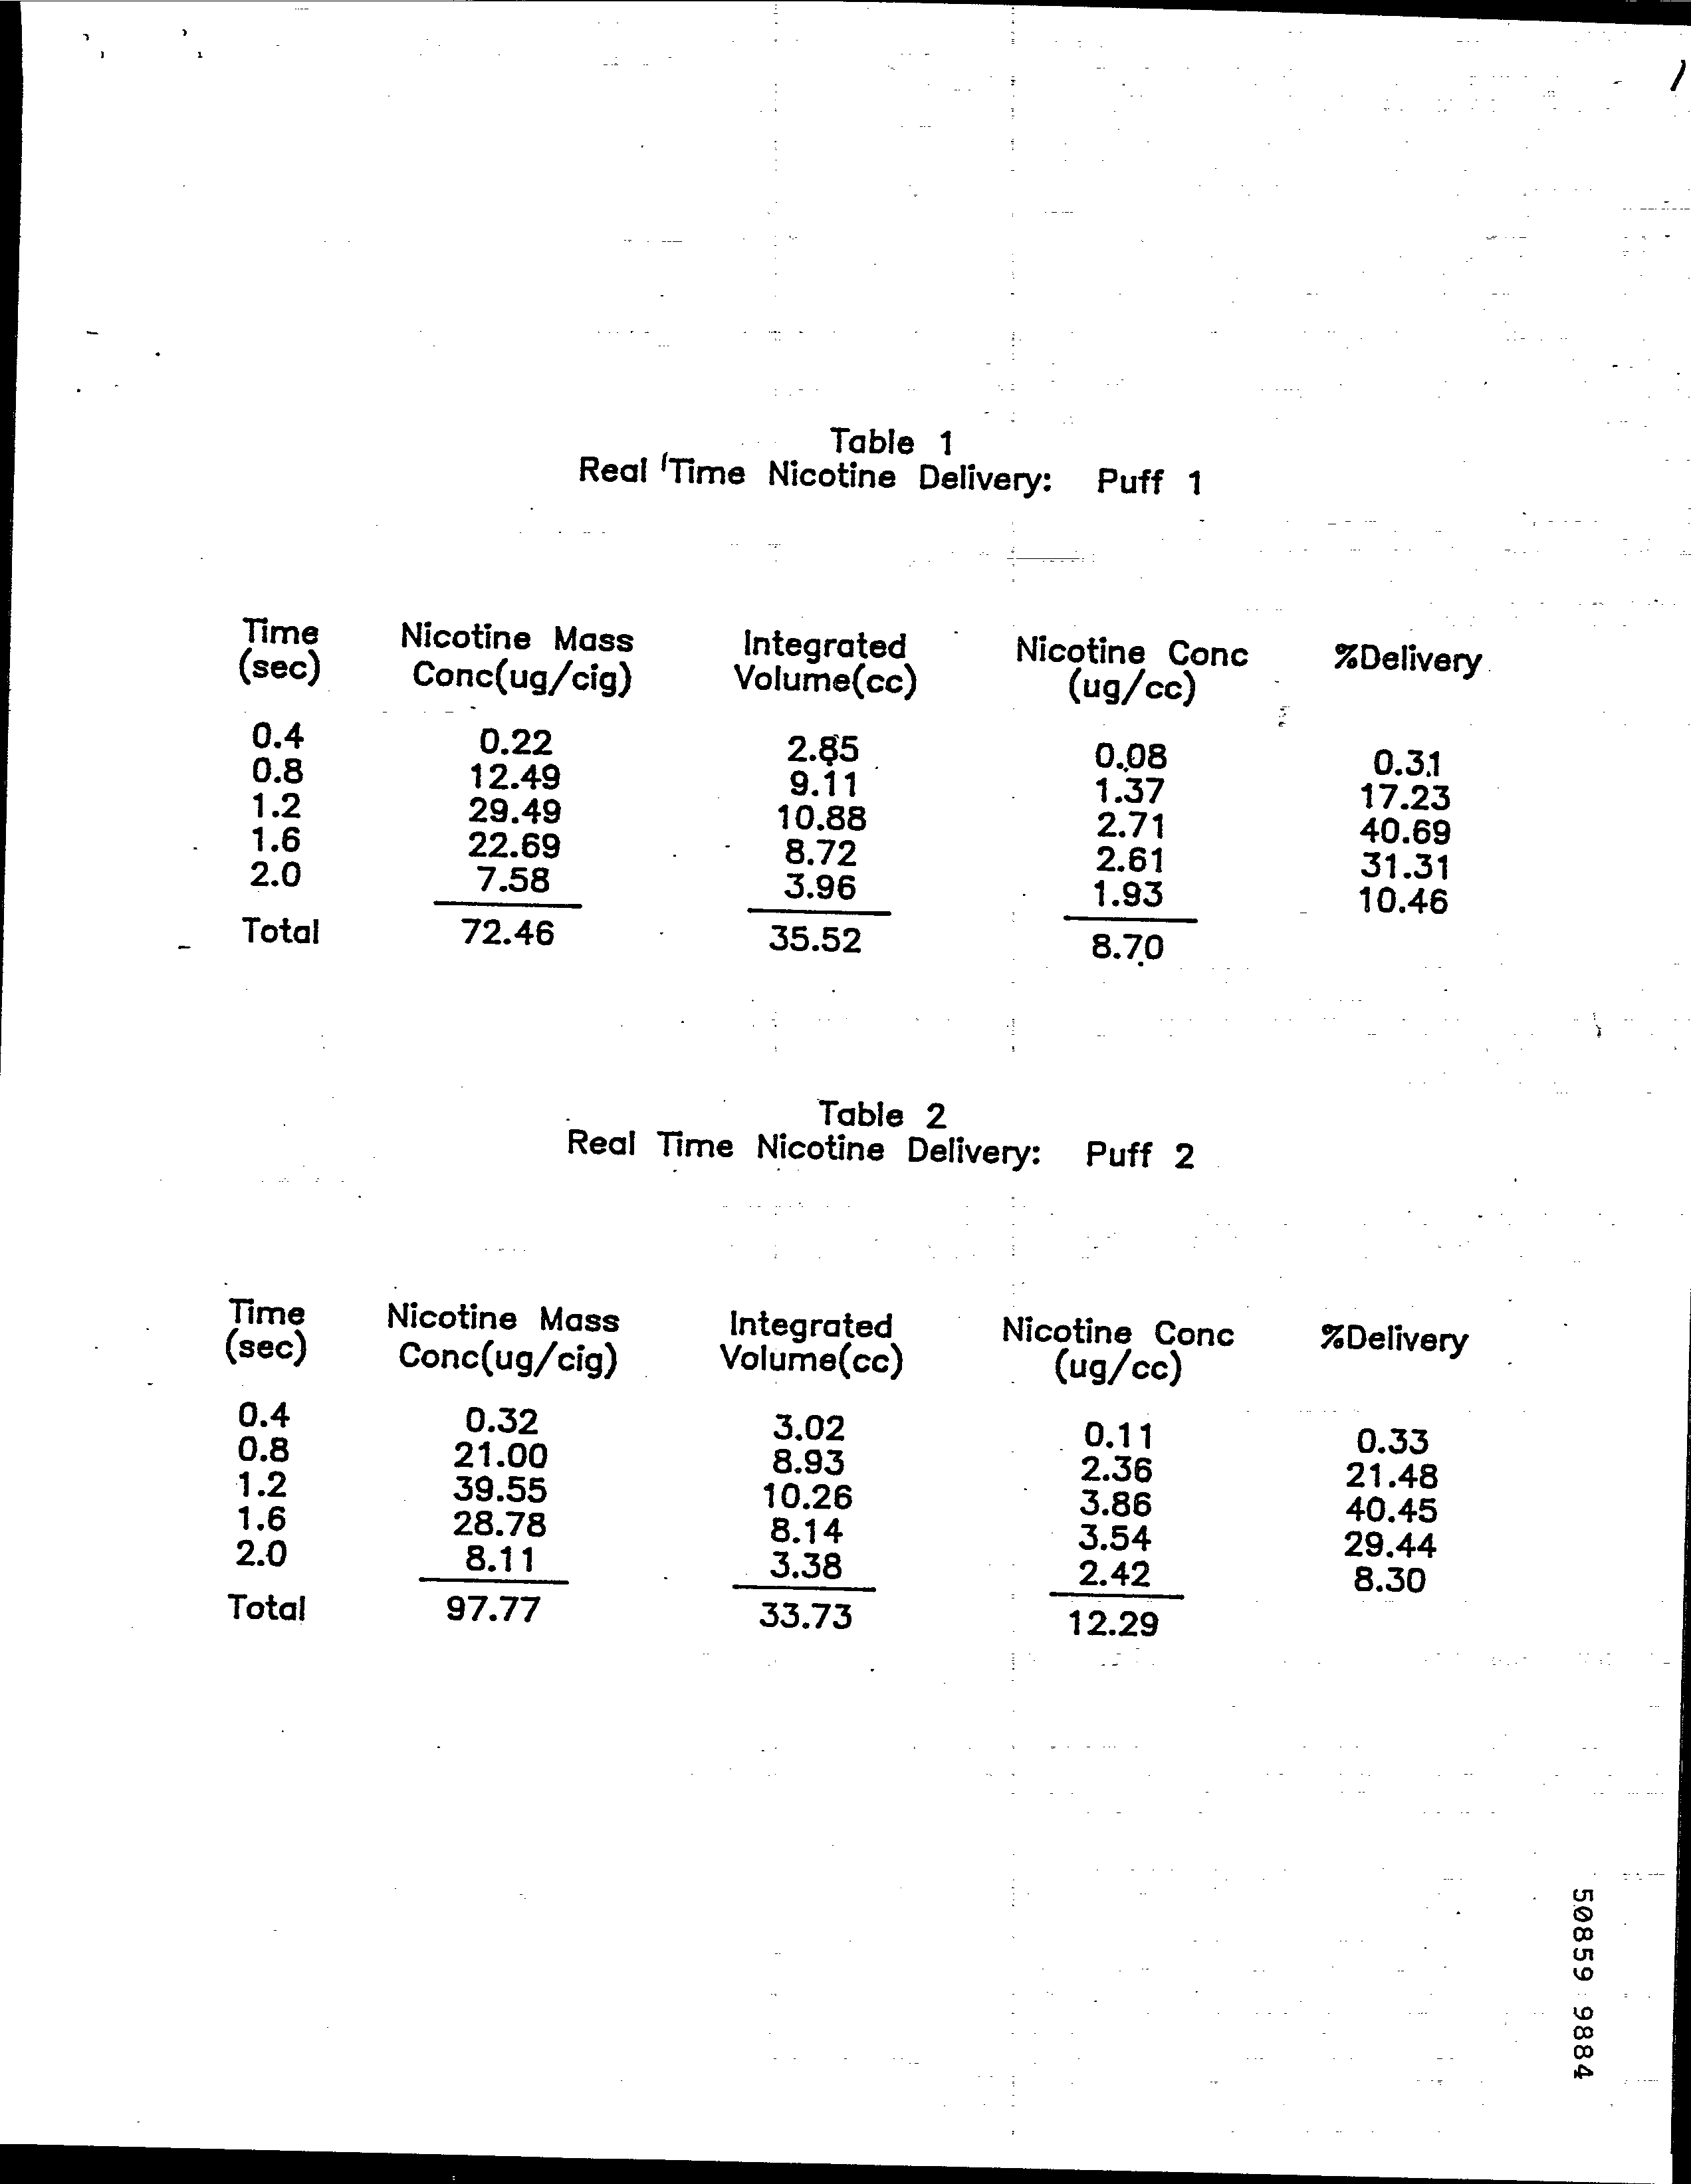 Table 1
Real Time Nicotine Delivery: Puff 1
Time Nicotine Mass Integrated Nicotine Conc %Delivery
(sec) Conc(ug/cig) Volume(cc) (ug/cc)
0.4 0.22 2.85 0.08 0.31
0.8 12.49 9.11 1.37 17.23
1.2 29.49 10.88 2.71 40.69
1.6 22.69 8.72 2.61 31.31
2.0 7.58 3.96 1.93 10.46
Total 72.46 35.52 8.70
Table 2
Real Time Nicotine Delivery: Puff 2
Time Nicotine Mass Integrated Nicotine Conc %Delivery
(sec) Conc(ug/cig) Volume(cc) (ug/cc)
0.4 0.32 3.02 0.11 0.33
0.8 21.00 8.93 2.36 21.48
1.2 39.55 10.26 3.86 40.45
1.6 28.78 8.14 3.54 29.44
2.0 8.11 3.38 2.42 8.30
Total 97.77 33.73 12.29
50859 9884